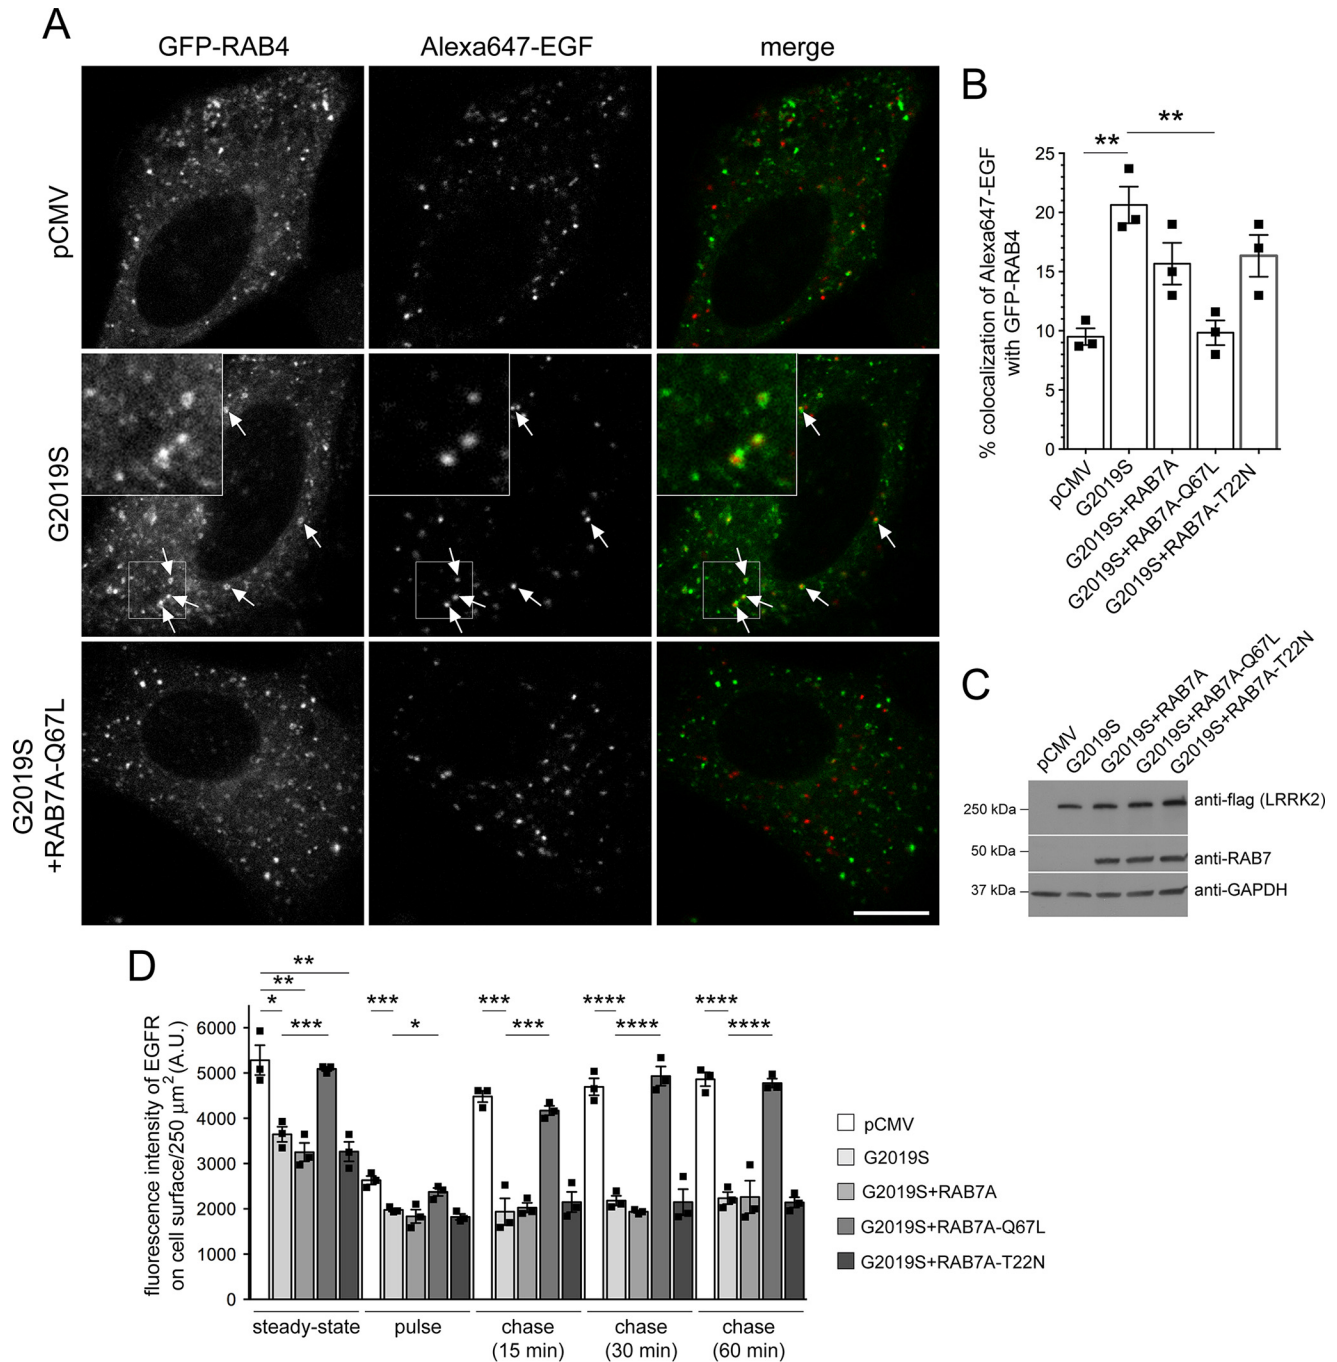 A
GFP-RAB4
Alexa647-EGF
merge
pCMV
G2019S
G2019S
+RAB7A-Q67L
B
**
**
% colocalization of Alexa647-EGF
with GFP-RAB4
25
20
15
10
5
0
pCMV
G2019S
G2019S+RAB7A
G2019S+RAB7A-Q67L
G2019S+RAB7A-T22N
C
pCMV
G2019S
G2019S+RAB7A
G2019S+RAB7A-Q67L
G2019S+RAB7A-T22N
250 kDa
anti-flag (LRRK2)
50 kDa
anti-RAB7
37 kDa
anti-GAPDH
D
**
**
* *** *** **** ****
*** * *** **** ****
fluorescence intensity of EGFR
on cell surface/250 μm² (A.U.)
6000
5000
4000
3000
2000
1000
0
steady-state
pulse
chase
(15 min)
chase
(30 min)
chase
(60 min)
pCMV
G2019S
G2019S+RAB7A
G2019S+RAB7A-Q67L
G2019S+RAB7A-T22N